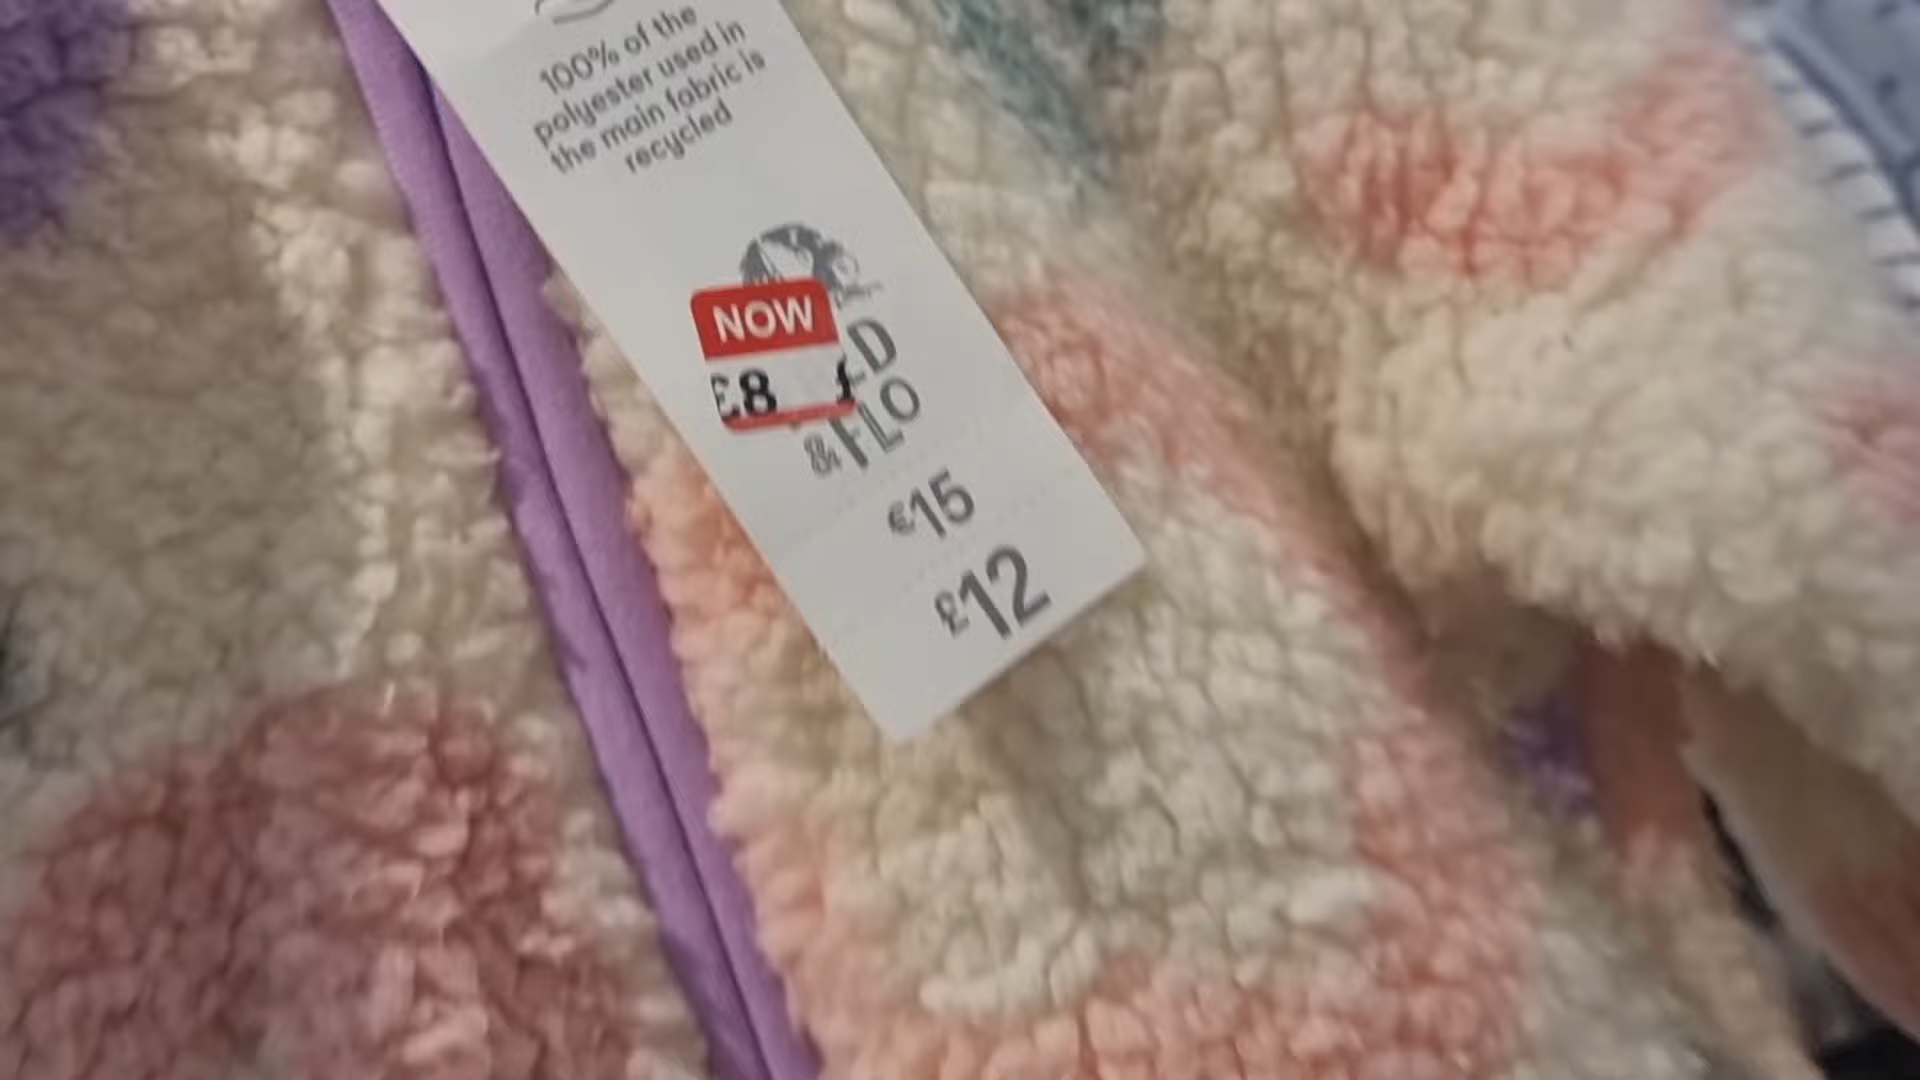 100% of the
polyester used in
the main fabric is
recycled
NOW
£8 £
&FLO
€15
£12